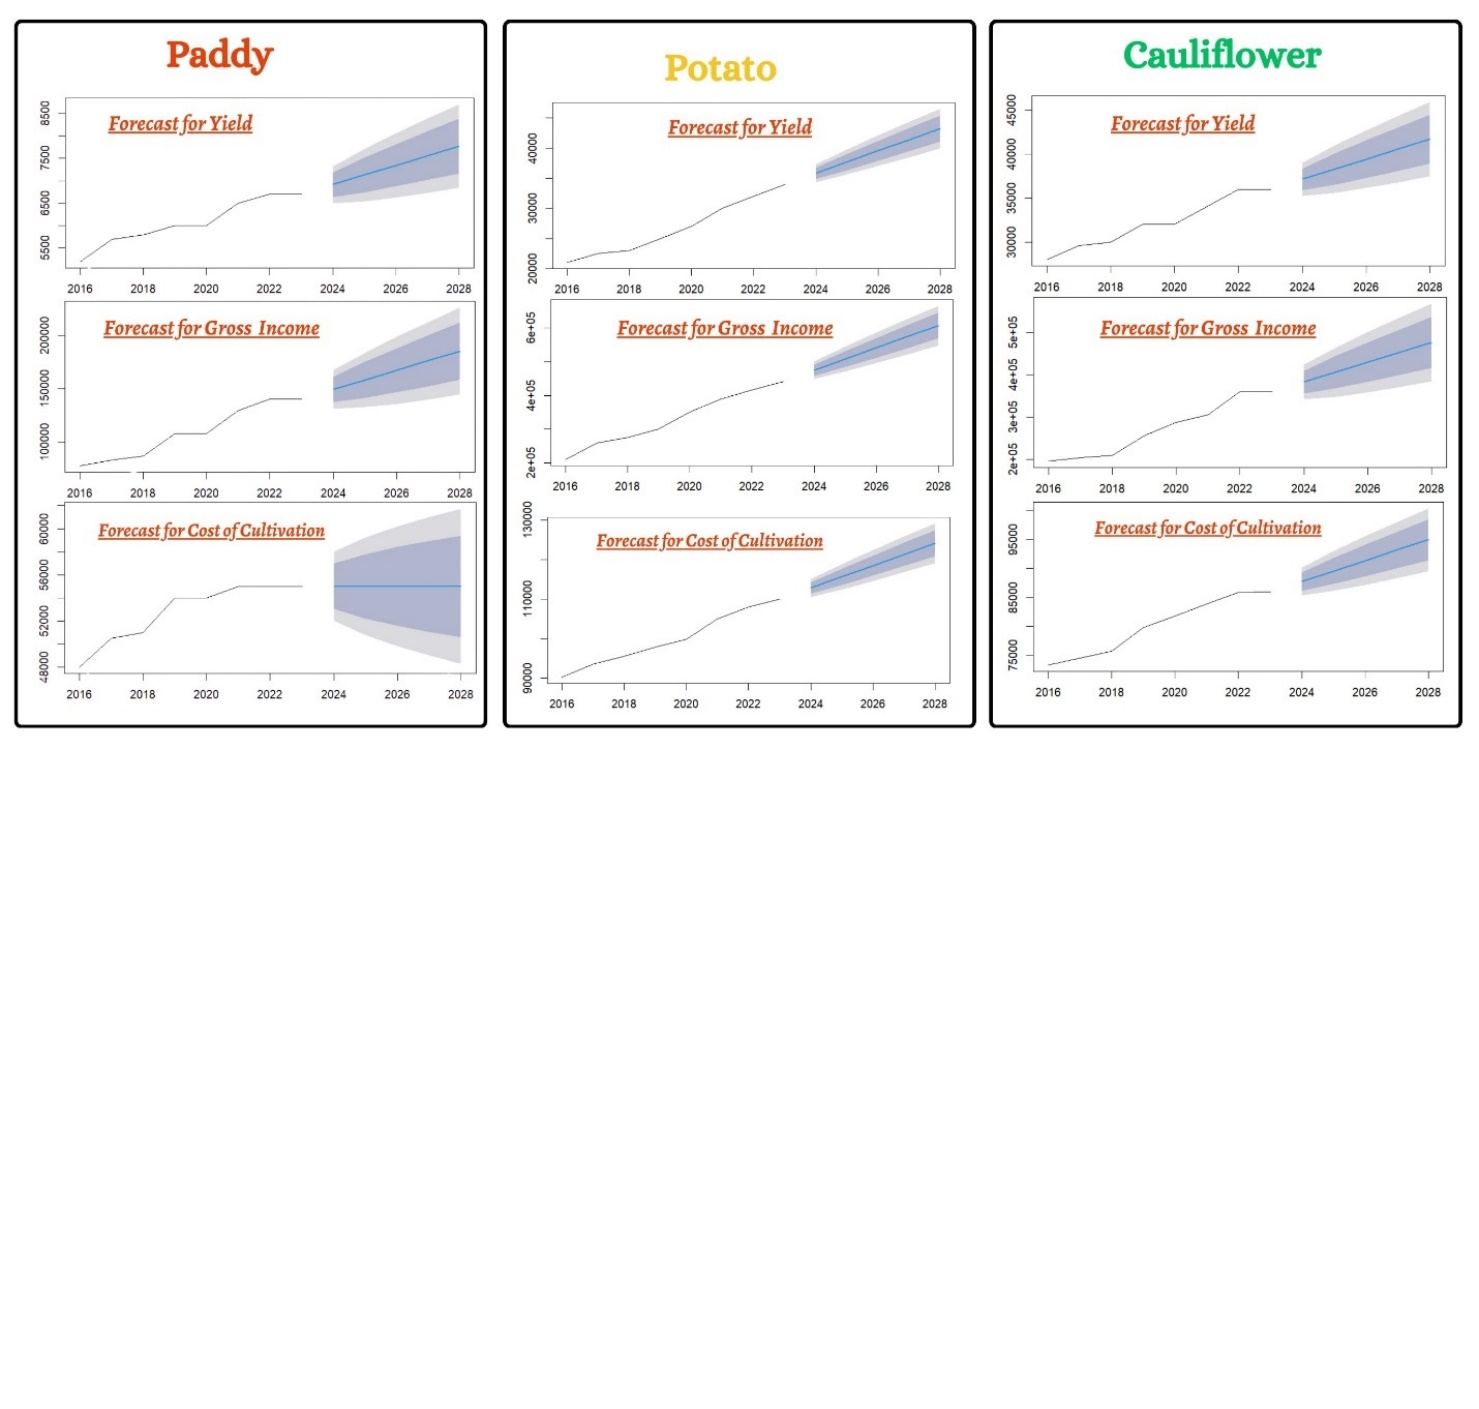 Paddy
Forecast for Yield
8500
7500
6500
5500
2016 2018 2020 2022 2024 2026 2028
Forecast for Gross Income
200000
150000
100000
2016 2018 2020 2022 2024 2026 2028
Forecast for Cost of Cultivation
60000
56000
52000
48000
2016 2018 2020 2022 2024 2026 2028
Potato
Forecast for Yield
40000
30000
20000
2016 2018 2020 2022 2024 2026 2028
Forecast for Gross Income
6e+05
4e+05
2e+05
2016 2018 2020 2022 2024 2026 2028
Forecast for Cost of Cultivation
130000
110000
90000
2016 2018 2020 2022 2024 2026 2028
Cauliflower
Forecast for Yield
45000
40000
35000
30000
2016 2018 2020 2022 2024 2026 2028
Forecast for Gross Income
5e+05
4e+05
3e+05
2e+05
2016 2018 2020 2022 2024 2026 2028
Forecast for Cost of Cultivation
95000
85000
75000
2016 2018 2020 2022 2024 2026 2028